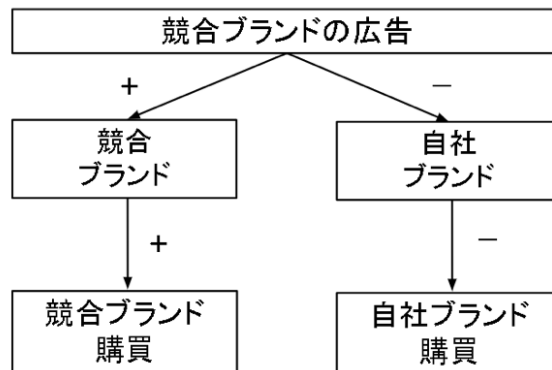 競合ブランドの広告
+
−
競合
ブランド
自社
ブランド
+
−
競合ブランド
購買
自社ブランド
購買